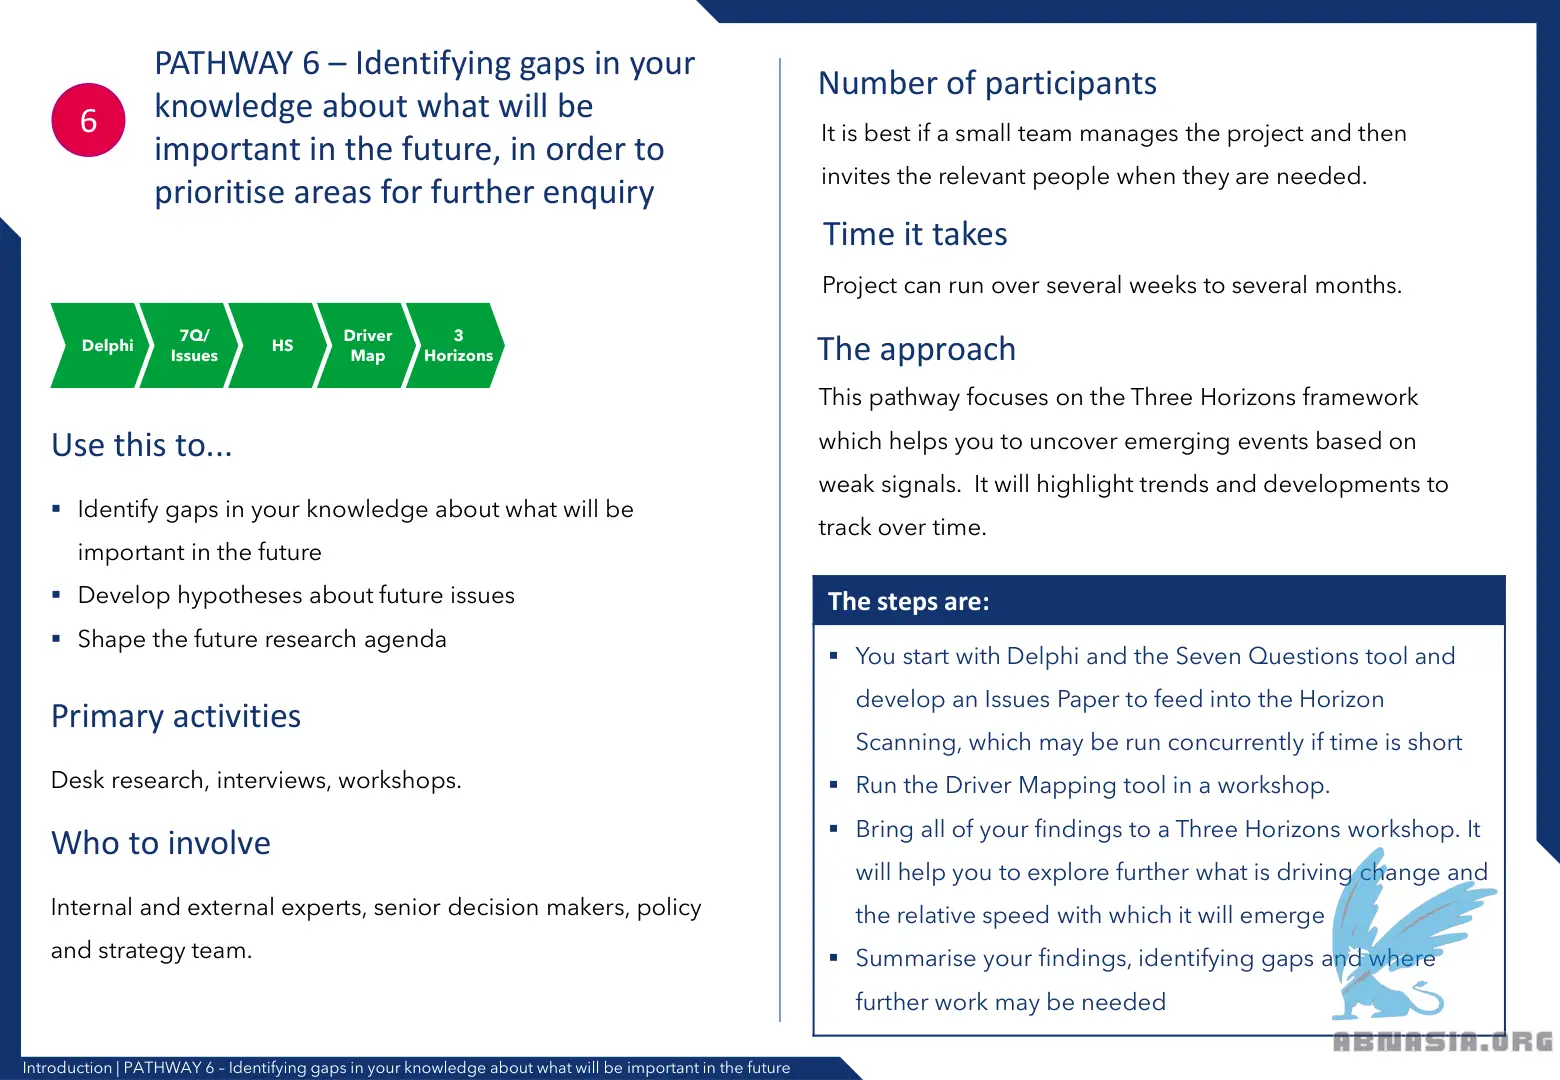 6
PATHWAY 6 – Identifying gaps in your
knowledge about what will be
important in the future, in order to
prioritise areas for further enquiry
Delphi
7Q/
Issues
HS
Driver
Map
3
Horizons
Use this to...
▪ Identify gaps in your knowledge about what will be
important in the future
▪ Develop hypotheses about future issues
▪ Shape the future research agenda
Primary activities
Desk research, interviews, workshops.
Who to involve
Internal and external experts, senior decision makers, policy
and strategy team.
Number of participants
It is best if a small team manages the project and then
invites the relevant people when they are needed.
Time it takes
Project can run over several weeks to several months.
The approach
This pathway focuses on the Three Horizons framework
which helps you to uncover emerging events based on
weak signals.  It will highlight trends and developments to
track over time.
The steps are:
▪ You start with Delphi and the Seven Questions tool and
develop an Issues Paper to feed into the Horizon
Scanning, which may be run concurrently if time is short
▪ Run the Driver Mapping tool in a workshop.
▪ Bring all of your findings to a Three Horizons workshop. It
will help you to explore further what is driving change and
the relative speed with which it will emerge
▪ Summarise your findings, identifying gaps and where
further work may be needed
ABNASIA.ORG
Introduction | PATHWAY 6 – Identifying gaps in your knowledge about what will be important in the future